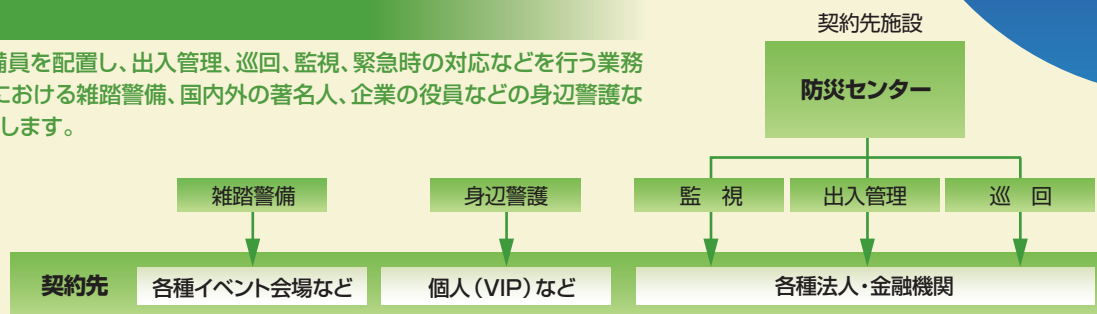 契約先施設
備員を配置し、出入管理、巡回、監視、緊急時の対応などを行う業務
における雑踏警備、国内外の著名人、企業の役員などの身辺警護な
します。
防災センター
雑踏警備
身辺警護
監　視
出入管理
巡　回
契約先
各種イベント会場など
個人（VIP）など
各種法人・金融機関